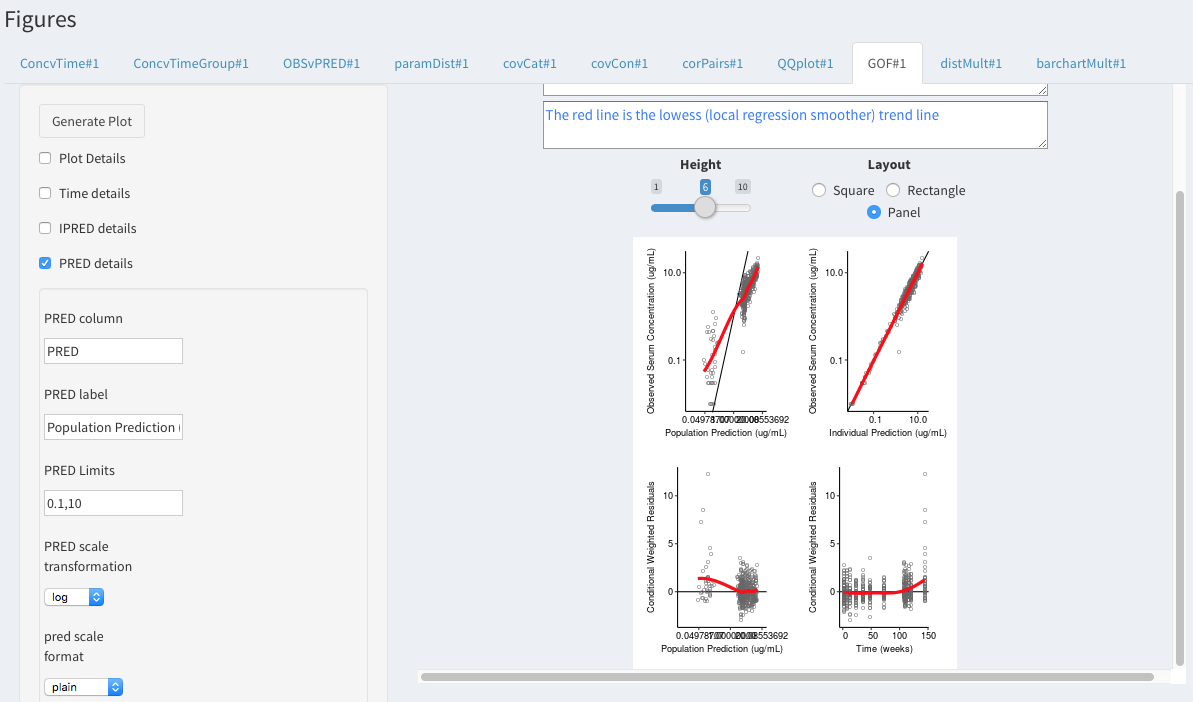 Figures
ConcvTime#1 ConcvTimeGroup#1 OBSvPRED#1 paramDist#1 covCat#1 covCon#1 corPairs#1 QQplot#1 GOF#1 distMult#1 barchartMult#1
Generate Plot
Plot Details
Time details
IPRED details
PRED details
PRED column
PRED
PRED label
Population Prediction (
PRED Limits
0.1,10
PRED scale
transformation
log
pred scale
format
plain
The red line is the lowess (local regression smoother) trend line
Height
1 6 10
Layout
Square Rectangle
Panel
Observed Serum Concentration (ug/mL)
10.0
0.1
Population Prediction (ug/mL)
Observed Serum Concentration (ug/mL)
10.0
0.1
0.1 10.0
Individual Prediction (ug/mL)
Conditional Weighted Residuals
10
5
0
Population Prediction (ug/mL)
Conditional Weighted Residuals
10
5
0
0 50 100 150
Time (weeks)